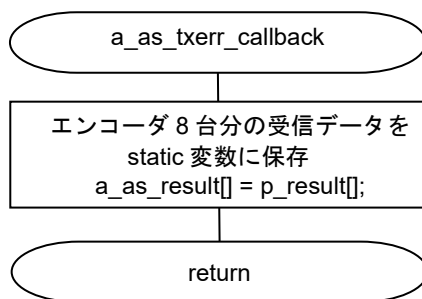 a_as_txerr_callback
エンコーダ 8 台分の受信データを
static 変数に保存
a_as_result[] = p_result[];
return